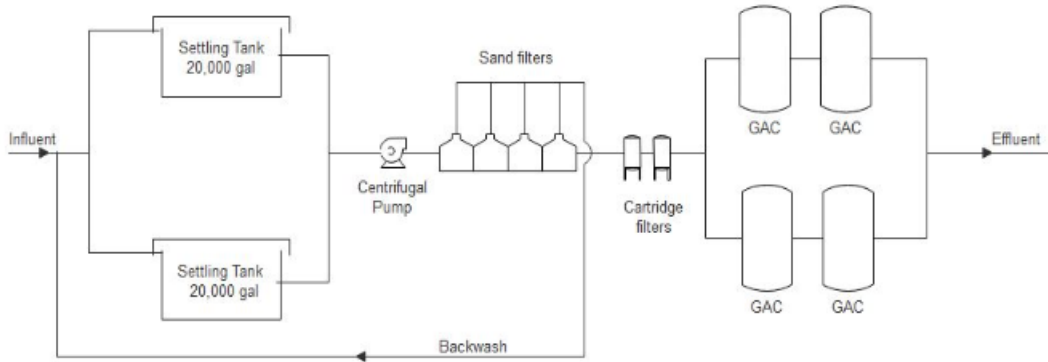 Settling Tank
20,000 gal
Sand filters
GAC
GAC
Influent
Effluent
Centrifugal
Pump
Cartridge
filters
Settling Tank
20,000 gal
GAC
GAC
Backwash